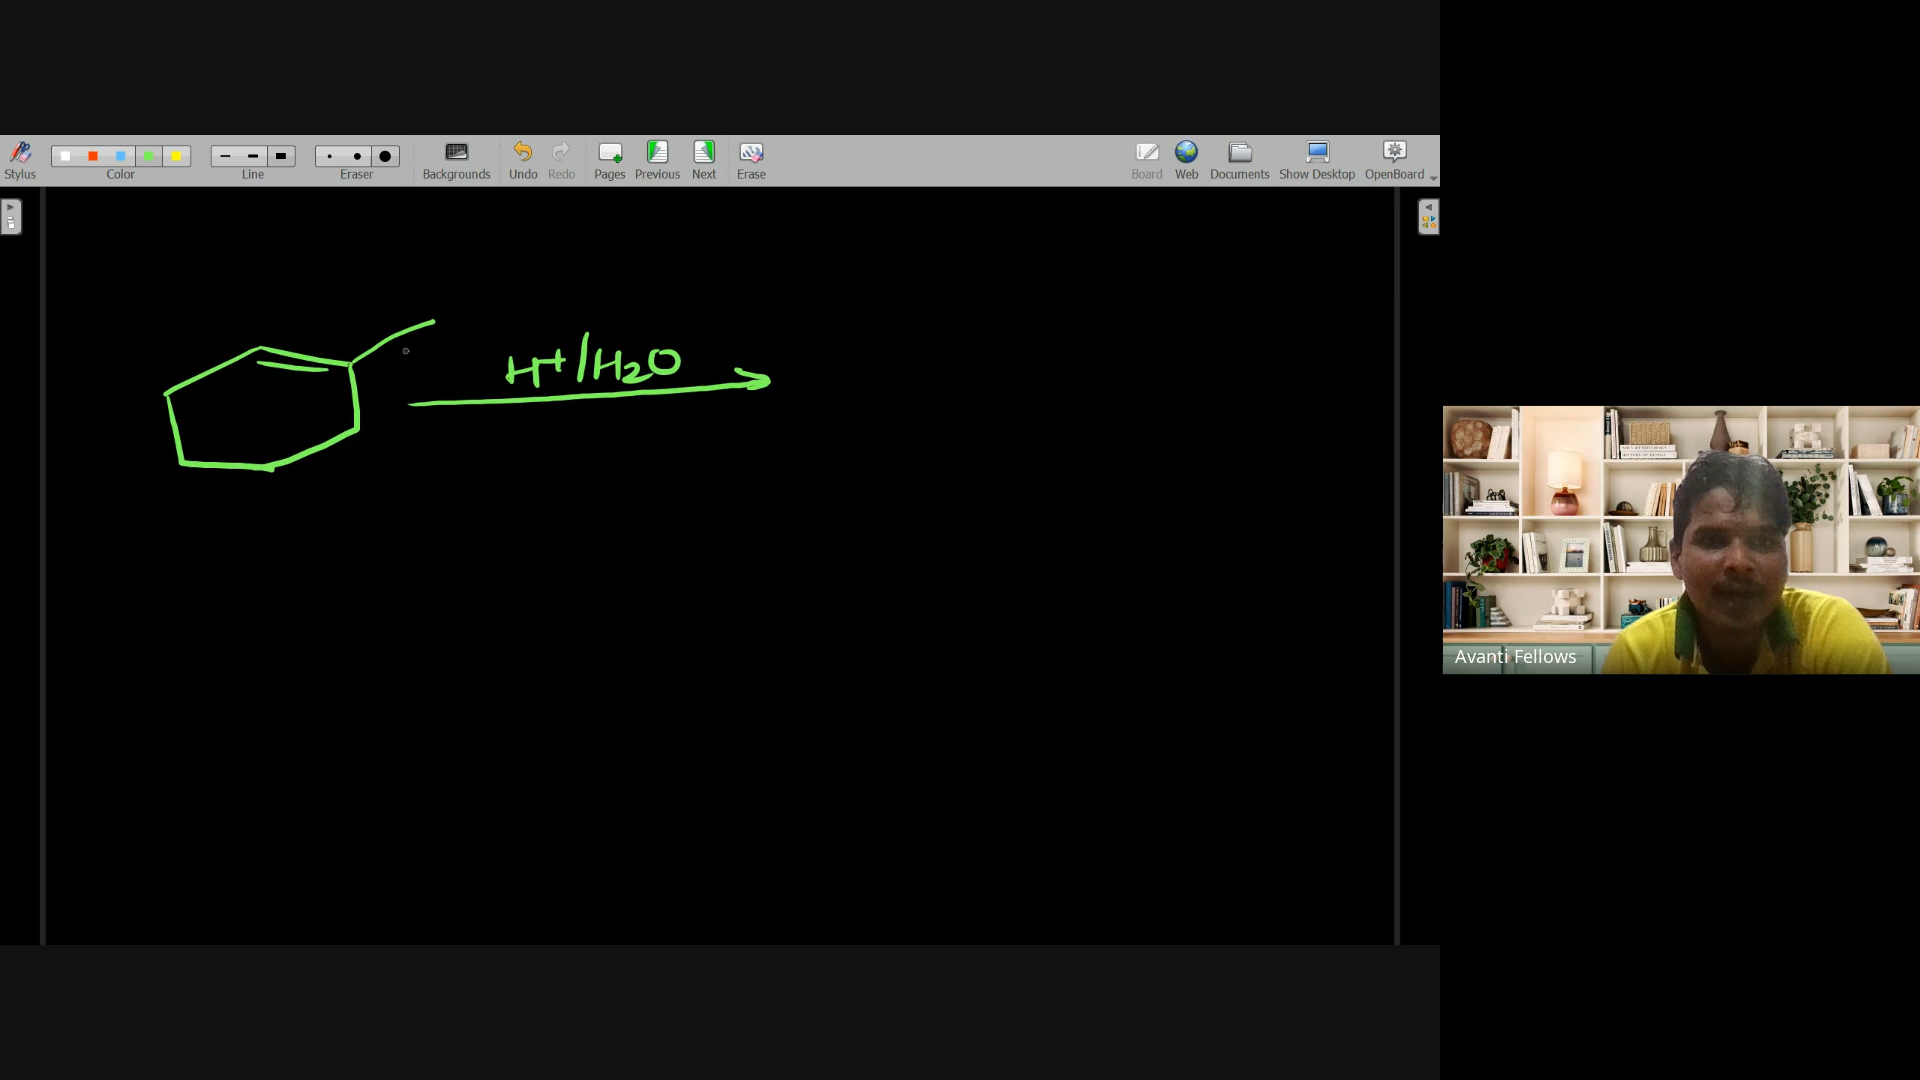 Stylus
Color
Line
Eraser
Backgrounds
Undo
Redo
Pages
Previous
Next
Erase
Board
Web
Documents
Show Desktop
OpenBoard
H+/H2O
Avanti Fellows